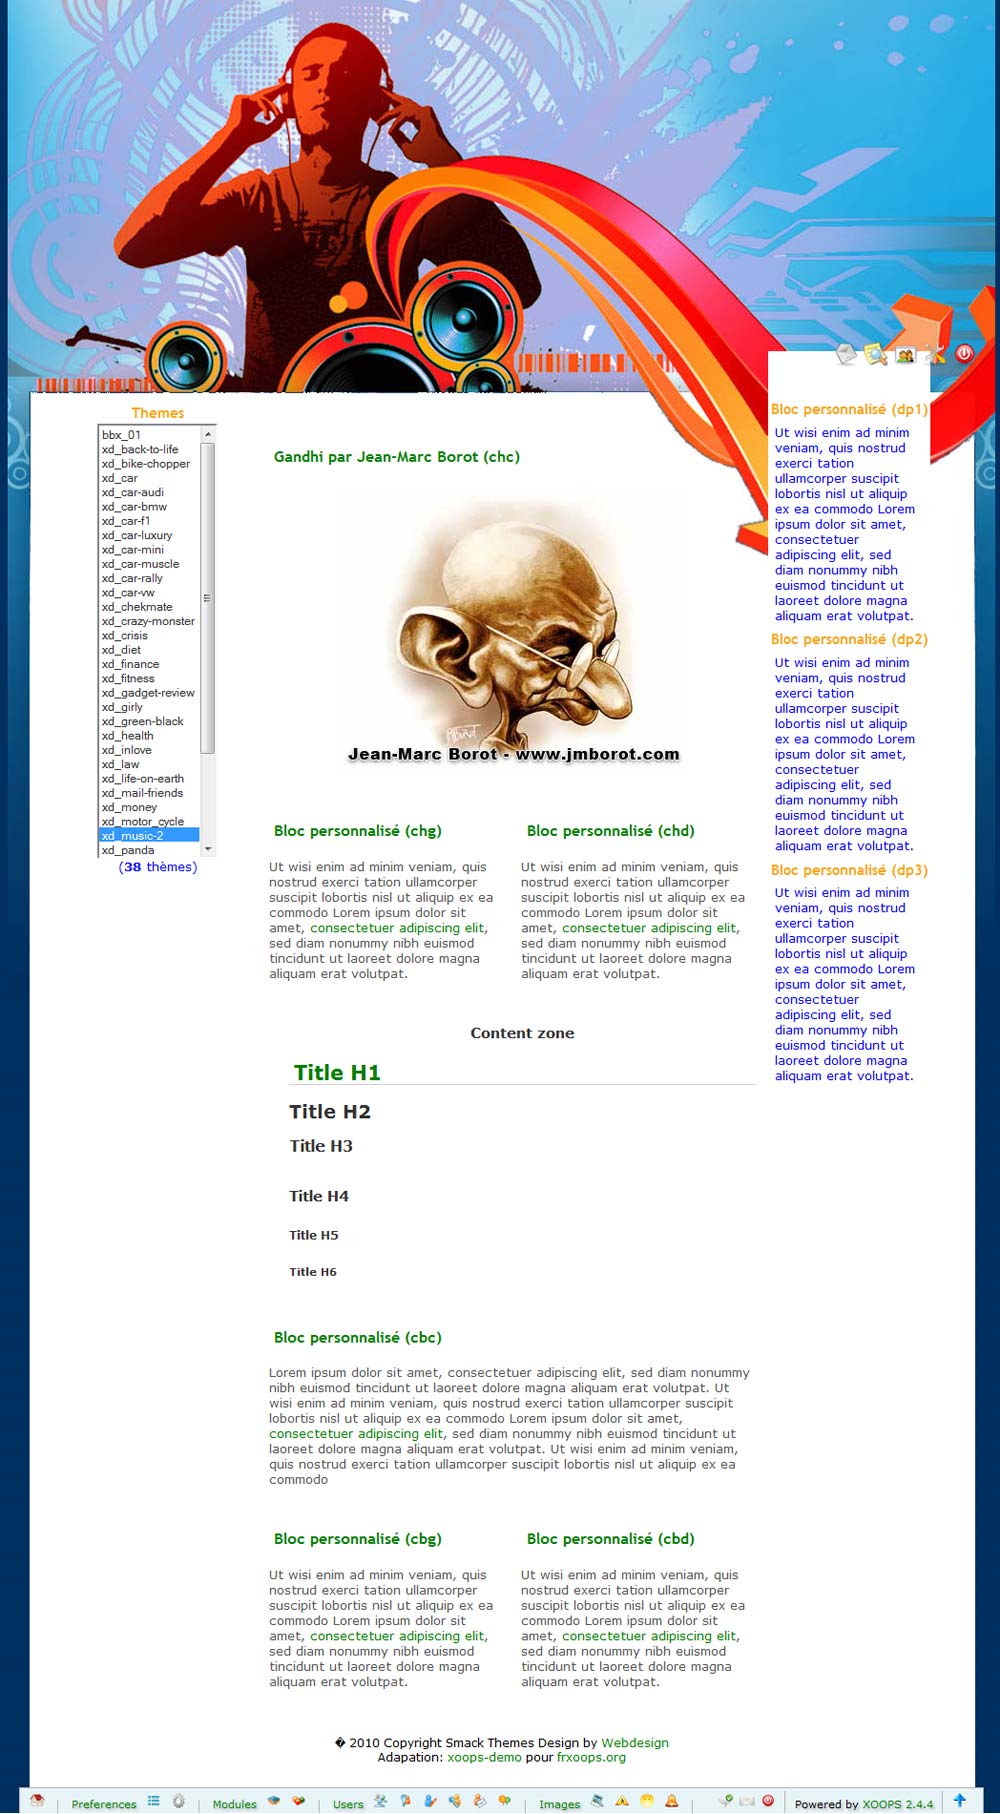 Themes
bbx_01
xd_back-to-life
xd_bike-chopper
xd_car
xd_car-audi
xd_car-bmw
xd_car-f1
xd_car-luxury
xd_car-mini
xd_car-muscle
xd_car-rally
xd_car-vw
xd_chekmate
xd_crazy-monster
xd_crisis
xd_diet
xd_finance
xd_fitness
xd_gadget-review
xd_girly
xd_green-black
xd_health
xd_inlove
xd_law
xd_life-on-earth
xd_mail-friends
xd_money
xd_motor_cycle
xd_music-2
xd_panda
(38 thèmes)
Gandhi par Jean-Marc Borot (chc)
Jean-Marc Borot - www.jmborot.com
Bloc personnalisé (chg)
Ut wisi enim ad minim veniam, quis
nostrud exerci tation ullamcorper
suscipit lobortis nisl ut aliquip ex ea
commodo Lorem ipsum dolor sit
amet, consectetuer adipiscing elit,
sed diam nonummy nibh euismod
tincidunt ut laoreet dolore magna
aliquam erat volutpat.
Bloc personnalisé (chd)
Ut wisi enim ad minim veniam, quis
nostrud exerci tation ullamcorper
suscipit lobortis nisl ut aliquip ex ea
commodo Lorem ipsum dolor sit
amet, consectetuer adipiscing elit,
sed diam nonummy nibh euismod
tincidunt ut laoreet dolore magna
aliquam erat volutpat.
Content zone
Title H1
Title H2
Title H3
Title H4
Title H5
Title H6
Bloc personnalisé (cbc)
Lorem ipsum dolor sit amet, consectetuer adipiscing elit, sed diam nonummy
nibh euismod tincidunt ut laoreet dolore magna aliquam erat volutpat. Ut
wisi enim ad minim veniam, quis nostrud exerci tation ullamcorper suscipit
lobortis nisl ut aliquip ex ea commodo Lorem ipsum dolor sit amet,
consectetuer adipiscing elit, sed diam nonummy nibh euismod tincidunt ut
laoreet dolore magna aliquam erat volutpat. Ut wisi enim ad minim veniam,
quis nostrud exerci tation ullamcorper suscipit lobortis nisl ut aliquip ex ea
commodo
Bloc personnalisé (cbg)
Ut wisi enim ad minim veniam, quis
nostrud exerci tation ullamcorper
suscipit lobortis nisl ut aliquip ex ea
commodo Lorem ipsum dolor sit
amet, consectetuer adipiscing elit,
sed diam nonummy nibh euismod
tincidunt ut laoreet dolore magna
aliquam erat volutpat.
Bloc personnalisé (cbd)
Ut wisi enim ad minim veniam, quis
nostrud exerci tation ullamcorper
suscipit lobortis nisl ut aliquip ex ea
commodo Lorem ipsum dolor sit
amet, consectetuer adipiscing elit,
sed diam nonummy nibh euismod
tincidunt ut laoreet dolore magna
aliquam erat volutpat.
Bloc personnalisé (dp1)
Ut wisi enim ad minim
veniam, quis nostrud
exerci tation
ullamcorper suscipit
lobortis nisl ut aliquip
ex ea commodo Lorem
ipsum dolor sit amet,
consectetuer
adipiscing elit, sed
diam nonummy nibh
euismod tincidunt ut
laoreet dolore magna
aliquam erat volutpat.
Bloc personnalisé (dp2)
Ut wisi enim ad minim
veniam, quis nostrud
exerci tation
ullamcorper suscipit
lobortis nisl ut aliquip
ex ea commodo Lorem
ipsum dolor sit amet,
consectetuer
adipiscing elit, sed
diam nonummy nibh
euismod tincidunt ut
laoreet dolore magna
aliquam erat volutpat.
Bloc personnalisé (dp3)
Ut wisi enim ad minim
veniam, quis nostrud
exerci tation
ullamcorper suscipit
lobortis nisl ut aliquip
ex ea commodo Lorem
ipsum dolor sit amet,
consectetuer
adipiscing elit, sed
diam nonummy nibh
euismod tincidunt ut
laoreet dolore magna
aliquam erat volutpat.
� 2010 Copyright Smack Themes Design by Webdesign
Adapation: xoops-demo pour frxoops.org
Preferences Modules Users Images Powered by XOOPS 2.4.4